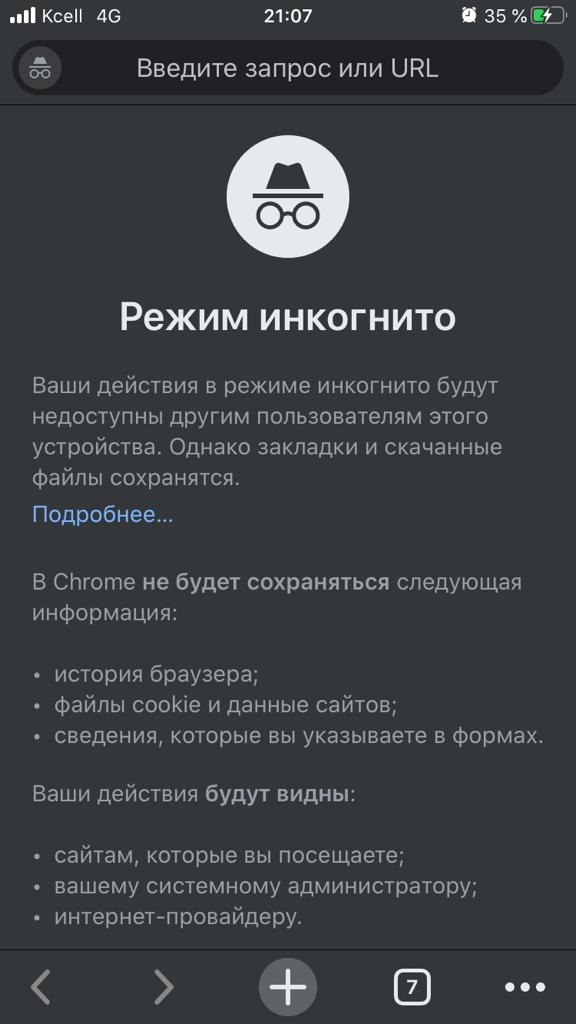 Kcell 4G 21:07 35 %
Введите запрос или URL
Режим инкогнито
Ваши действия в режиме инкогнито будут
недоступны другим пользователям этого
устройства. Однако закладки и скачанные
файлы сохранятся.
Подробнее...
В Chrome не будет сохраняться следующая
информация:
• история браузера;
• файлы cookie и данные сайтов;
• сведения, которые вы указываете в формах.
Ваши действия будут видны:
• сайтам, которые вы посещаете;
• вашему системному администратору;
• интернет-провайдеру.
7